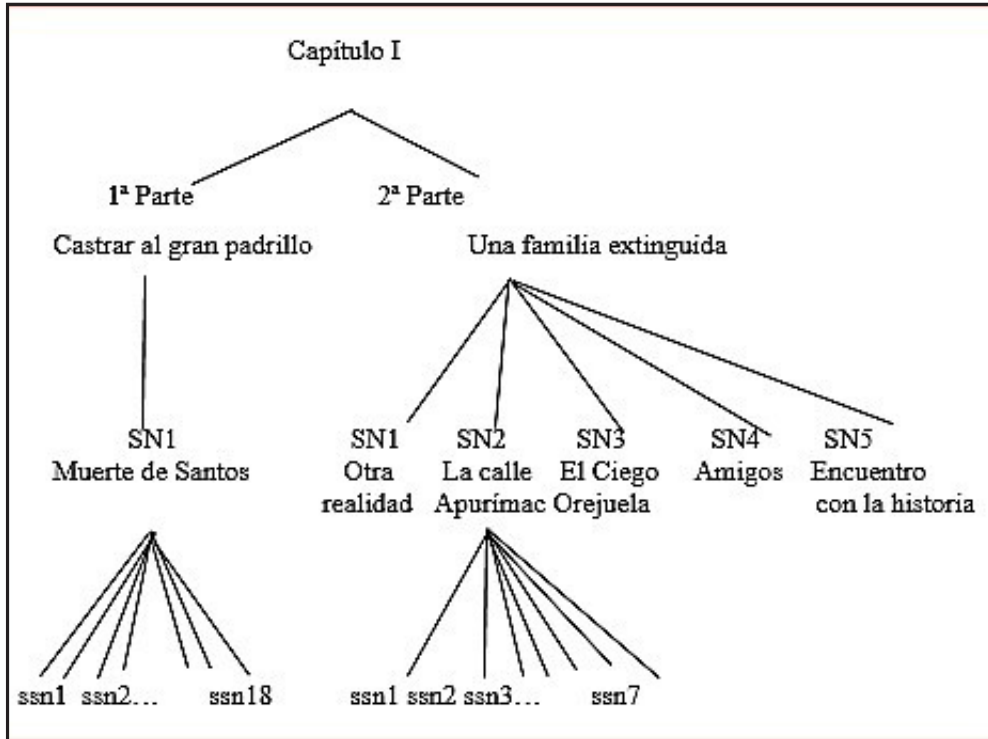 Capítulo I
1ª Parte 2ª Parte
Castrar al gran padrillo Una familia extinguida
SN1 SN1 SN2 SN3 SN4 SN5
Muerte de Santos Otra La calle El Ciego Amigos Encuentro
realidad Apurímac Orejuela con la historia
ssn1 ssn2... ssn18 ssn1 ssn2 ssn3... ssn7